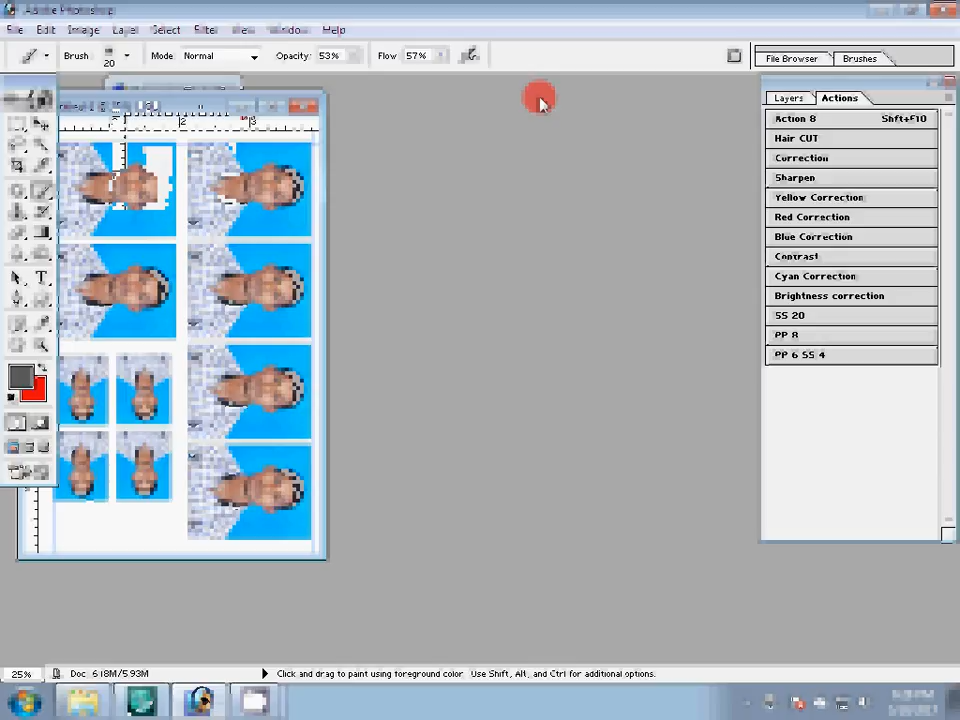 Adobe Photoshop
File Edit Image Layer Select Filter View Window Help
Brush 20 Mode Normal Opacity: 53% Flow 57%
File Browser Brushes
Layers Actions
Action 8 Shft+F10
Hair CUT
Correction
Sharpen
Yellow Correction
Red Correction
Blue Correction
Contrast
Cyan Correction
Brightness correction
SS 20
PP 8
PP 6 SS 4
2 3
T
25% Doc 6.18M/5.93M Click and drag to paint using foreground color. Use Shift, Alt, and Ctrl for additional options.